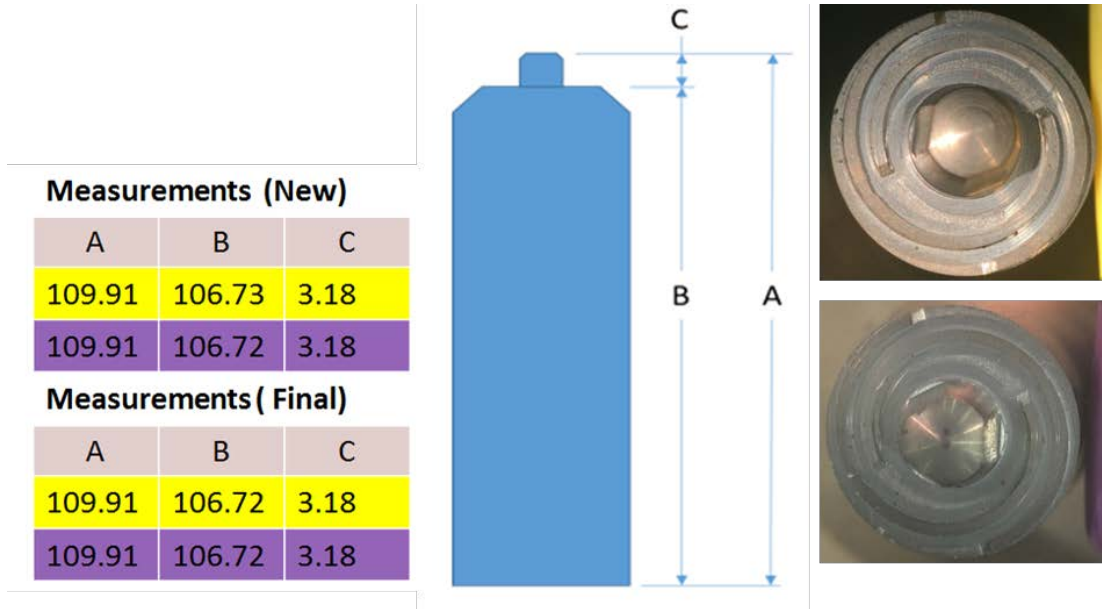 Measurements (New)
A B C
109.91 106.73 3.18
109.91 106.72 3.18
Measurements ( Final)
A B C
109.91 106.72 3.18
109.91 106.72 3.18
C
B A